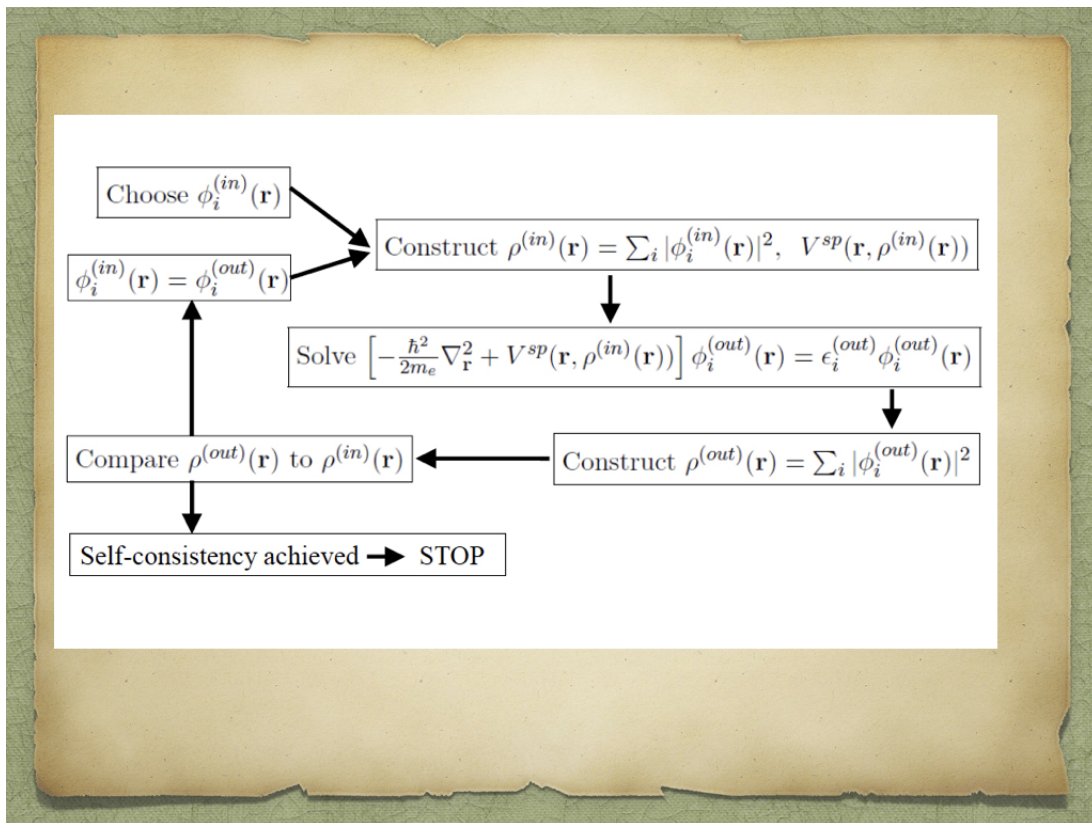 Choose $\phi_i^{(in)}(\mathbf{r})$
Construct $\rho^{(in)}(\mathbf{r}) = \sum_i |\phi_i^{(in)}(\mathbf{r})|^2, \; V^{sp}(\mathbf{r}, \rho^{(in)}(\mathbf{r}))$
$\phi_i^{(in)}(\mathbf{r}) = \phi_i^{(out)}(\mathbf{r})$
Solve $\left[ -\frac{\hbar^2}{2m_e} \nabla_{\mathbf{r}}^2 + V^{sp}(\mathbf{r}, \rho^{(in)}(\mathbf{r})) \right] \phi_i^{(out)}(\mathbf{r}) = \epsilon_i^{(out)} \phi_i^{(out)}(\mathbf{r})$
Construct $\rho^{(out)}(\mathbf{r}) = \sum_i |\phi_i^{(out)}(\mathbf{r})|^2$
Compare $\rho^{(out)}(\mathbf{r})$ to $\rho^{(in)}(\mathbf{r})$
Self-consistency achieved → STOP